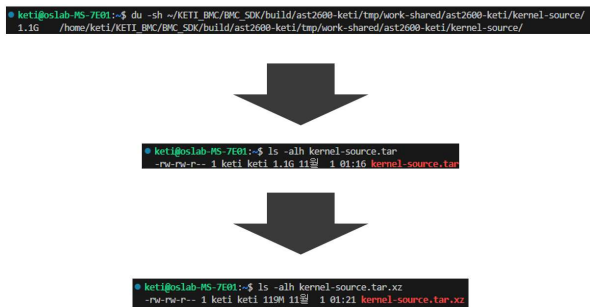 keti@oslab-MS-7E01:~$ du -sh ~/KETI_BMC/BMC_SDK/build/ast2600-keti/tmp/work-shared/ast2600-keti/kernel-source/
1.1G /home/keti/KETI_BMC/BMC_SDK/build/ast2600-keti/tmp/work-shared/ast2600-keti/kernel-source/
keti@oslab-MS-7E01:~$ ls -alh kernel-source.tar
-rw-rw-r-- 1 keti keti 1.1G 11월 1 01:16 kernel-source.tar
keti@oslab-MS-7E01:~$ ls -alh kernel-source.tar.xz
-rw-rw-r-- 1 keti keti 119M 11월 1 01:21 kernel-source.tar.xz